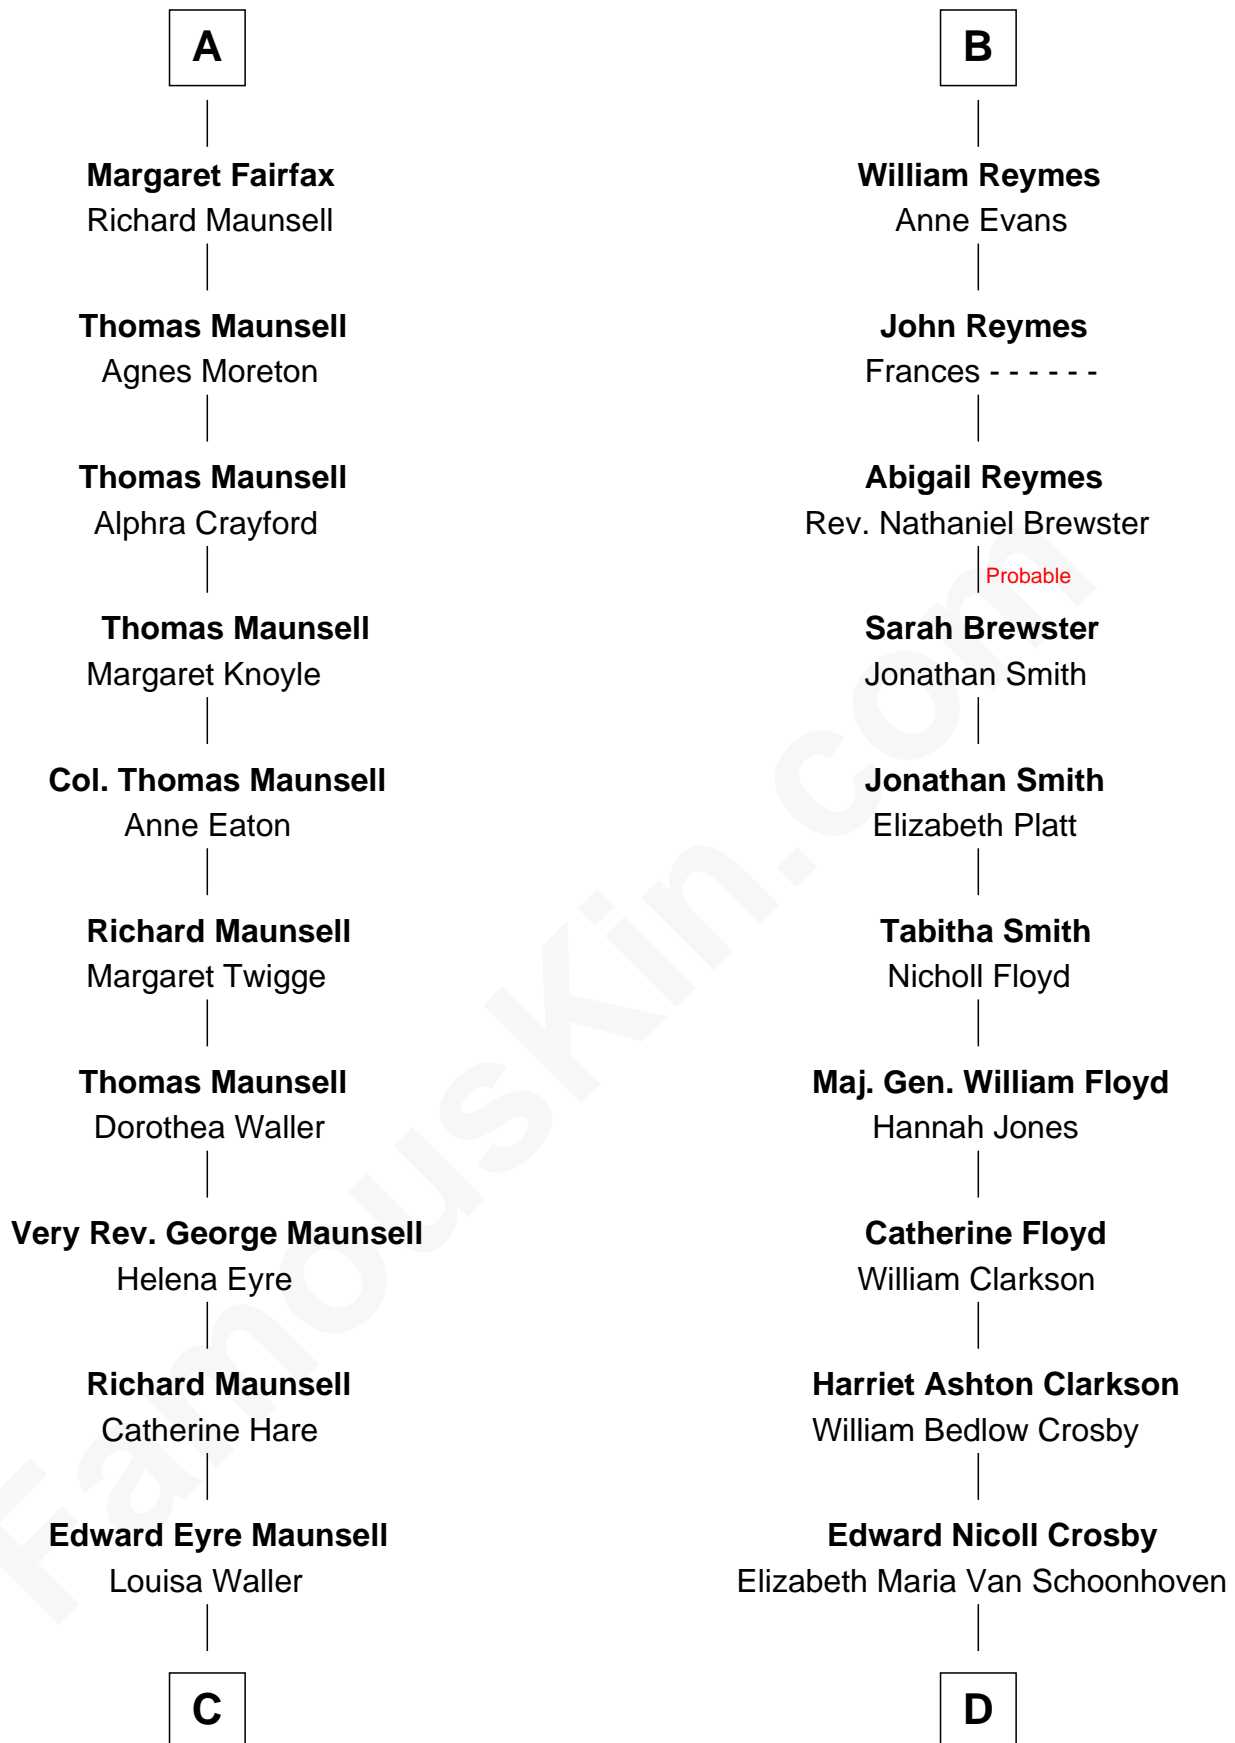 A
Margaret Fairfax
Richard Maunsell
Thomas Maunsell
Agnes Moreton
Thomas Maunsell
Alphra Crayford
Thomas Maunsell
Margaret Knoyle
Col. Thomas Maunsell
Anne Eaton
Richard Maunsell
Margaret Twigge
Thomas Maunsell
Dorothea Waller
Very Rev. George Maunsell
Helena Eyre
Richard Maunsell
Catherine Hare
Edward Eyre Maunsell
Louisa Waller
C
B
William Reymes
Anne Evans
John Reymes
Frances - - - - - -
Abigail Reymes
Rev. Nathaniel Brewster
Probable
Sarah Brewster
Jonathan Smith
Jonathan Smith
Elizabeth Platt
Tabitha Smith
Nicholl Floyd
Maj. Gen. William Floyd
Hannah Jones
Catherine Floyd
William Clarkson
Harriet Ashton Clarkson
William Bedlow Crosby
Edward Nicoll Crosby
Elizabeth Maria Van Schoonhoven
D
FamousKin.com